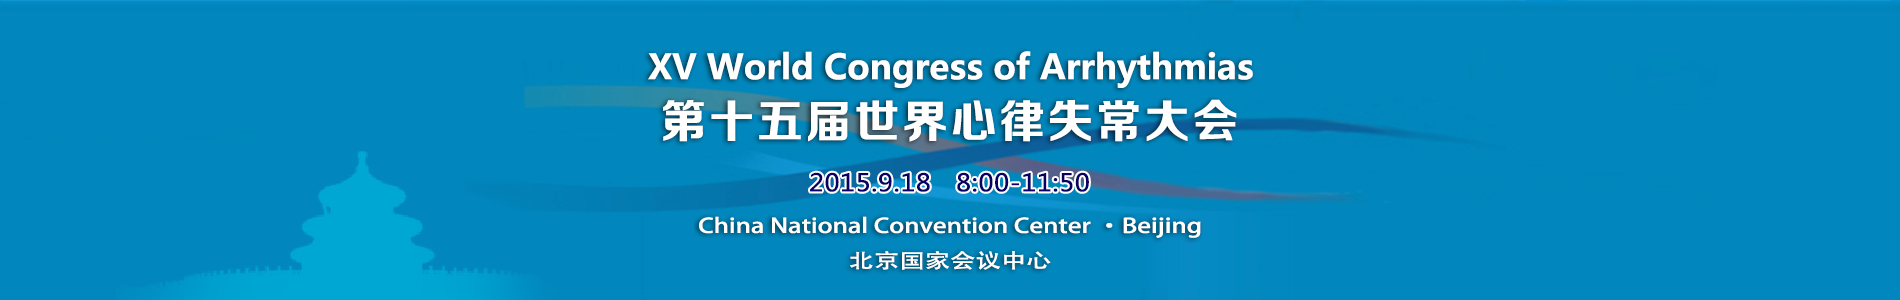 XV World Congress of Arrhythmias
第十五届世界心律失常大会
2015.9.18 8:00-11:50
China National Convention Center ・Beijing
北京国家会议中心